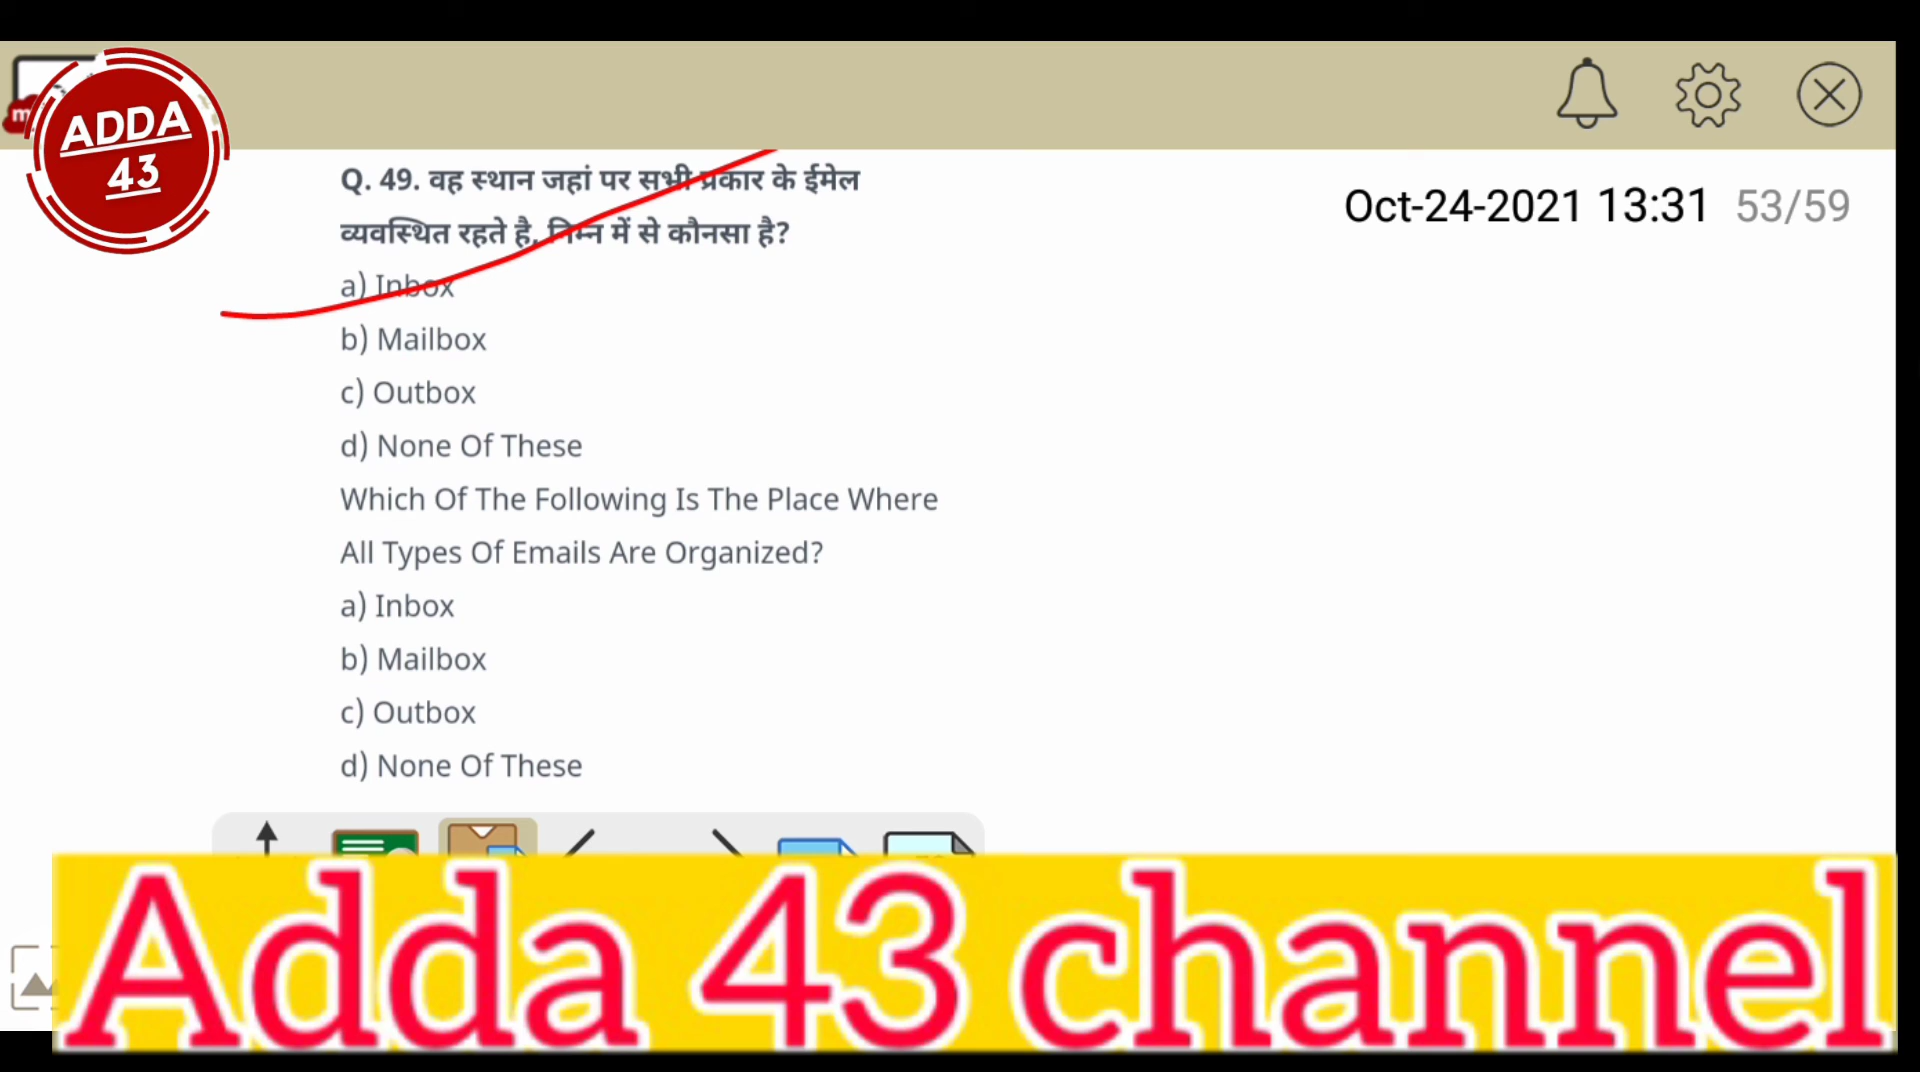 ADDA
43
Q. 49. वह स्थान जहां पर सभी प्रकार के ईमेल
व्यवस्थित रहते है, निम्न में से कौनसा है?
Oct-24-2021 13:31 53/59
a) Inbox
b) Mailbox
c) Outbox
d) None Of These
Which Of The Following Is The Place Where
All Types Of Emails Are Organized?
a) Inbox
b) Mailbox
c) Outbox
d) None Of These
Adda 43 channel